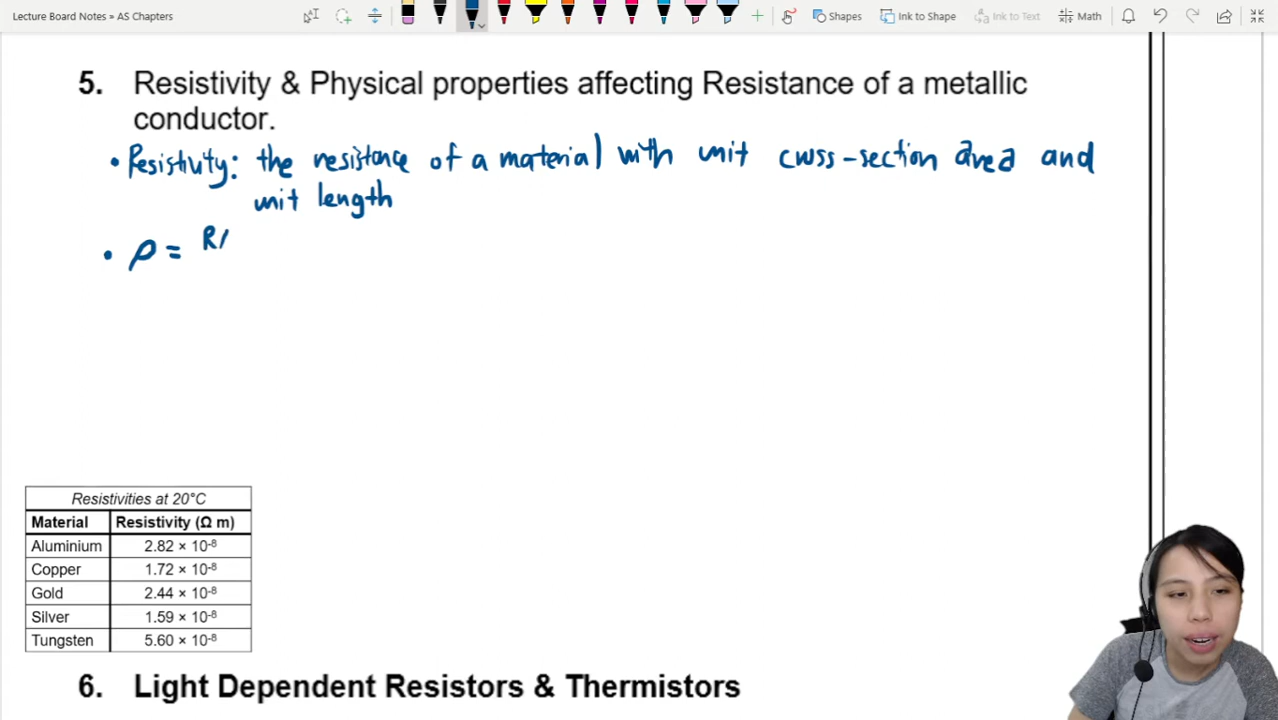 Lecture Board Notes » AS Chapters
Shapes
Ink to Shape
Ink to Text
Math
5. Resistivity & Physical properties affecting Resistance of a metallic
conductor.
• Resistivity: the resistance of a material with unit cross-section area and
unit length
• ρ = R/
Resistivities at 20°C
Material Resistivity (Ω m)
Aluminium 2.82 × 10⁻⁸
Copper 1.72 × 10⁻⁸
Gold 2.44 × 10⁻⁸
Silver 1.59 × 10⁻⁸
Tungsten 5.60 × 10⁻⁸
6. Light Dependent Resistors & Thermistors